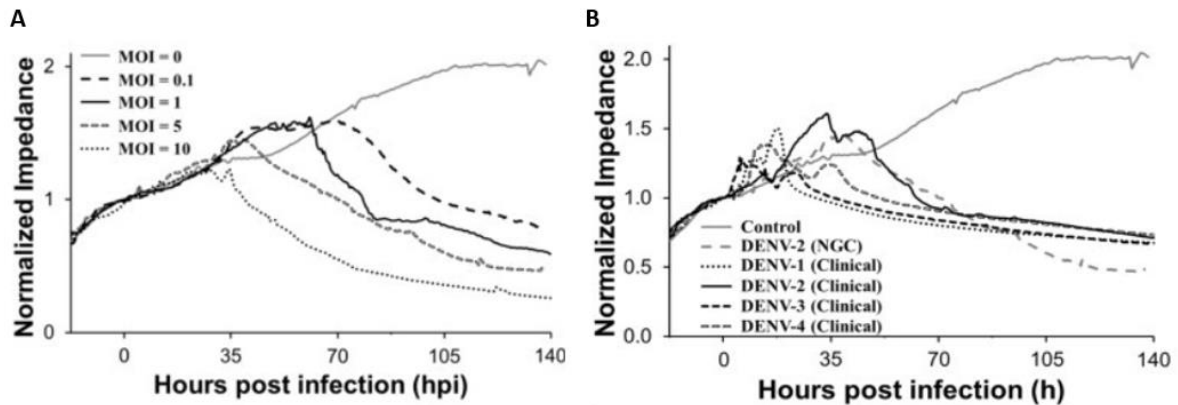 A
Normalized Impedance
2
1
0
MOI = 0
MOI = 0.1
MOI = 1
MOI = 5
MOI = 10
0 35 70 105 140
Hours post infection (hpi)
B
Normalized Impedance
2.0
1.5
1.0
0.5
0.0
Control
DENV-2 (NGC)
DENV-1 (Clinical)
DENV-2 (Clinical)
DENV-3 (Clinical)
DENV-4 (Clinical)
0 35 70 105 140
Hours post infection (h)